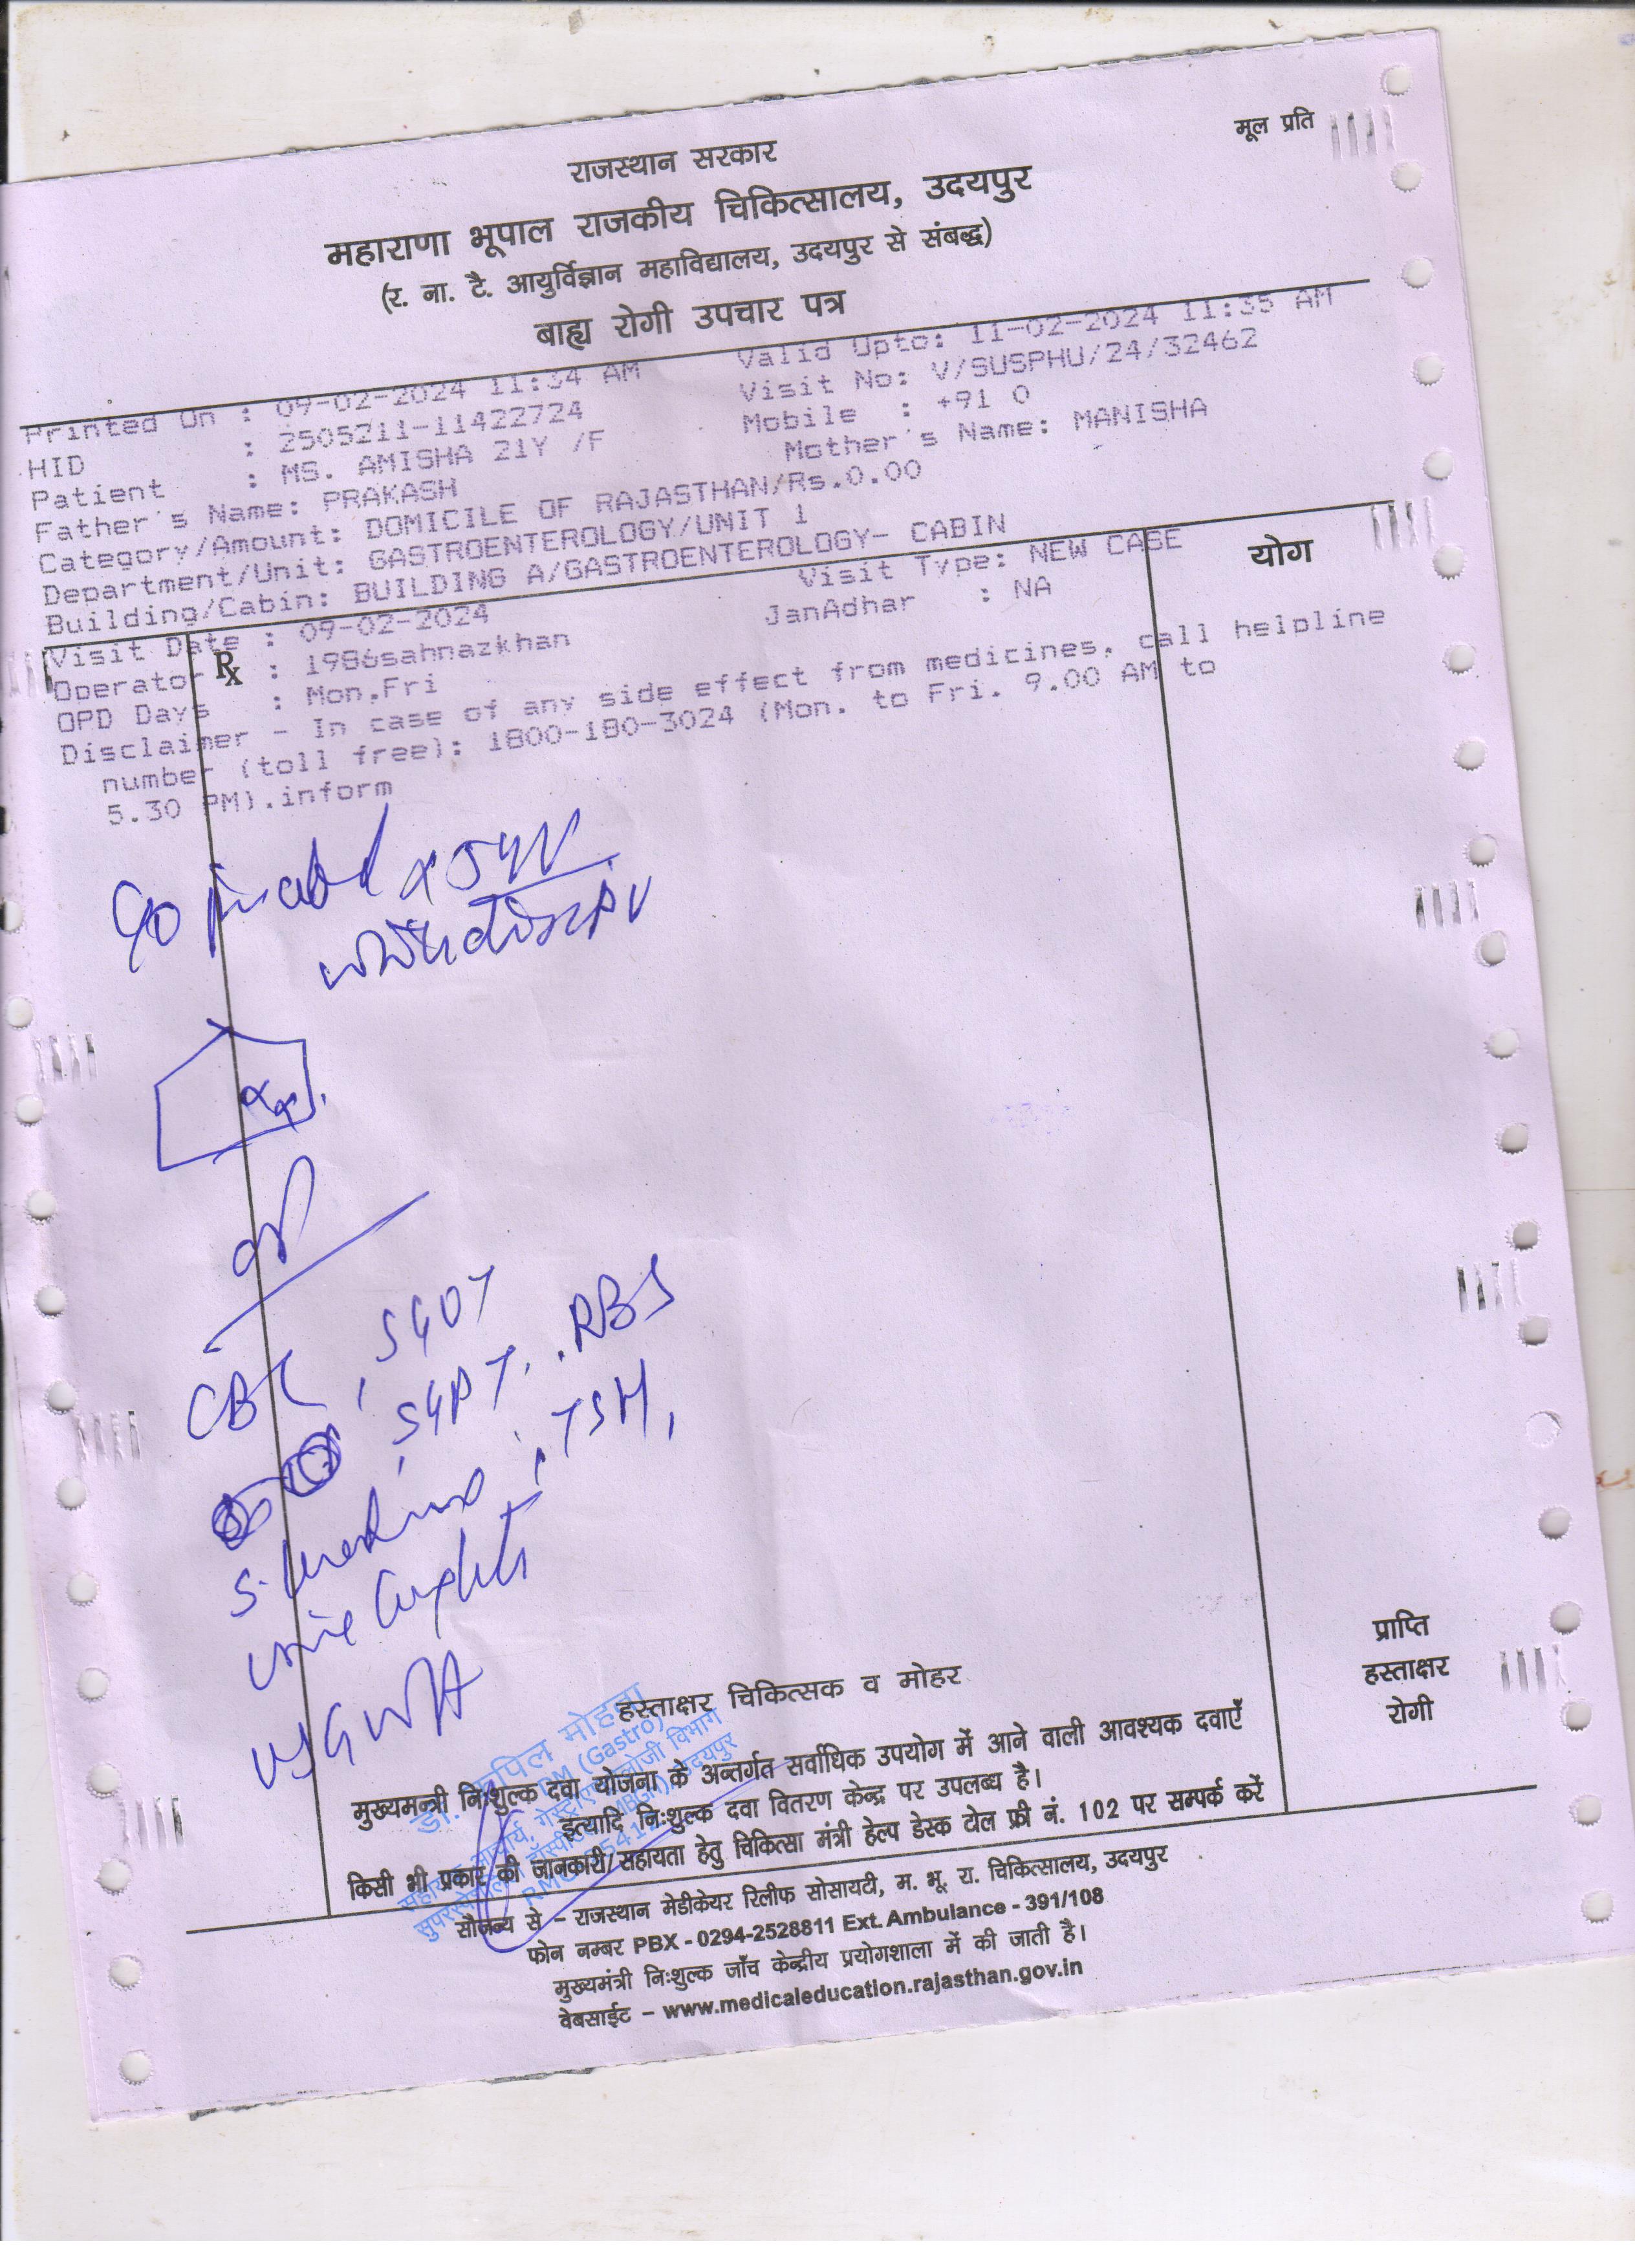 मूल प्रति
राजस्थान सरकार
महाराणा भूपाल राजकीय चिकित्सालय, उदयपुर
(र. ना. टै. आयुर्विज्ञान महाविद्यालय, उदयपुर से संबद्ध)
बाह्य रोगी उपचार पत्र
Printed On : 09-02-2024 11:34 AM Valid Upto: 11-02-2024 11:35 AM
HID : 2505211-11422724 Visit No: V/SUSPHU/24/32462
Patient : MS. AMISHA 21Y /F Mobile : +91 0
Father's Name: PRAKASH Mother's Name: MANISHA
Category/Amount: DOMICILE OF RAJASTHAN/Rs.0.00
Department/Unit: GASTROENTEROLOGY/UNIT 1
Building/Cabin: BUILDING A/GASTROENTEROLOGY- CABIN
Visit Date : 09-02-2024 Visit Type: NEW CASE
Operator : 1986sahnazkhan JanAdhar : NA
OPD Days : Mon,Fri
Disclaimer - In case of any side effect from medicines, call helpline
number (toll free): 1800-180-3024 (Mon. to Fri. 9.00 AM to
5.30 PM).inform
योग
℞
CBC, SGOT
SGPT, RBS
TSH,
urine complete
USG W/A
हस्ताक्षर चिकित्सक व मोहर
प्राप्ति
हस्ताक्षर
रोगी
मुख्यमन्त्री निःशुल्क दवा योजना के अन्तर्गत सर्वाधिक उपयोग में आने वाली आवश्यक दवाएँ
इत्यादि निःशुल्क दवा वितरण केन्द्र पर उपलब्ध है।
किसी भी प्रकार की जानकारी/सहायता हेतु चिकित्सा मंत्री हेल्प डेस्क टोल फ्री नं. 102 पर सम्पर्क करें
सौजन्य से - राजस्थान मेडीकेयर रिलीफ सोसायटी, म. भू. रा. चिकित्सालय, उदयपुर
फोन नम्बर PBX - 0294-2528811 Ext. Ambulance - 391/108
मुख्यमंत्री निःशुल्क जाँच केन्द्रीय प्रयोगशाला में की जाती है।
वेबसाईट - www.medicaleducation.rajasthan.gov.in